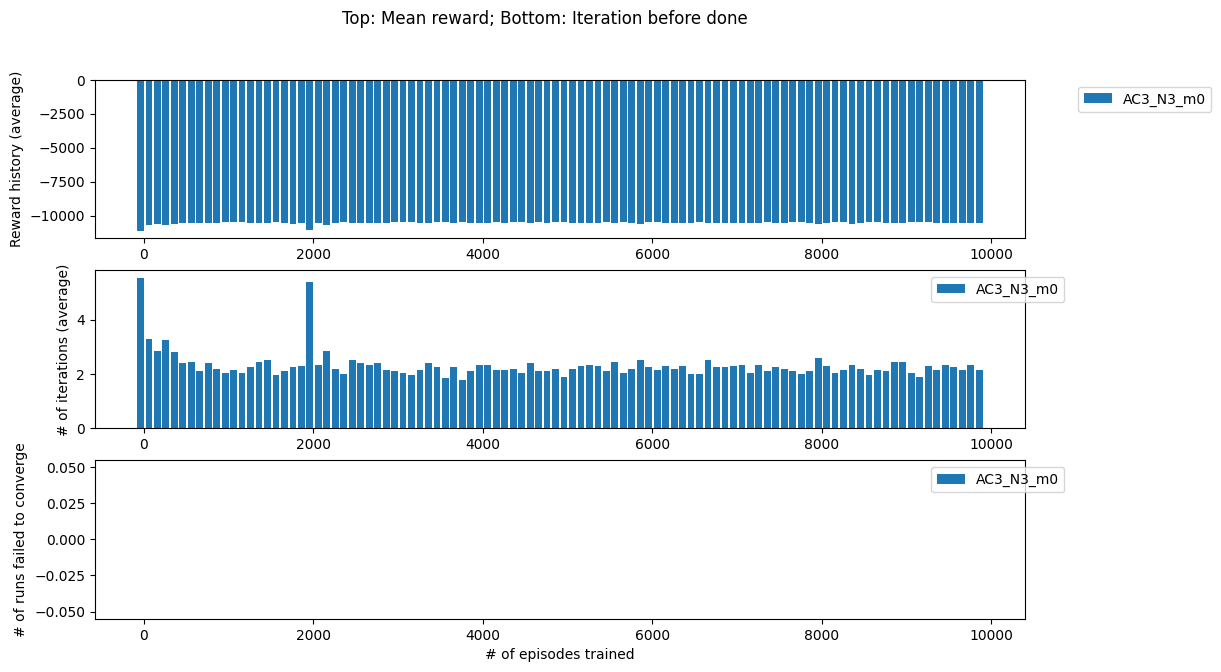 Top: Mean reward; Bottom: Iteration before done
Reward history (average)
0
−2500
−5000
−7500
−10000
0 2000 4000 6000 8000 10000
AC3_N3_m0
# of iterations (average)
4
2
0
0 2000 4000 6000 8000 10000
AC3_N3_m0
# of runs failed to converge
0.050
0.025
0.000
−0.025
−0.050
0 2000 4000 6000 8000 10000
AC3_N3_m0
# of episodes trained